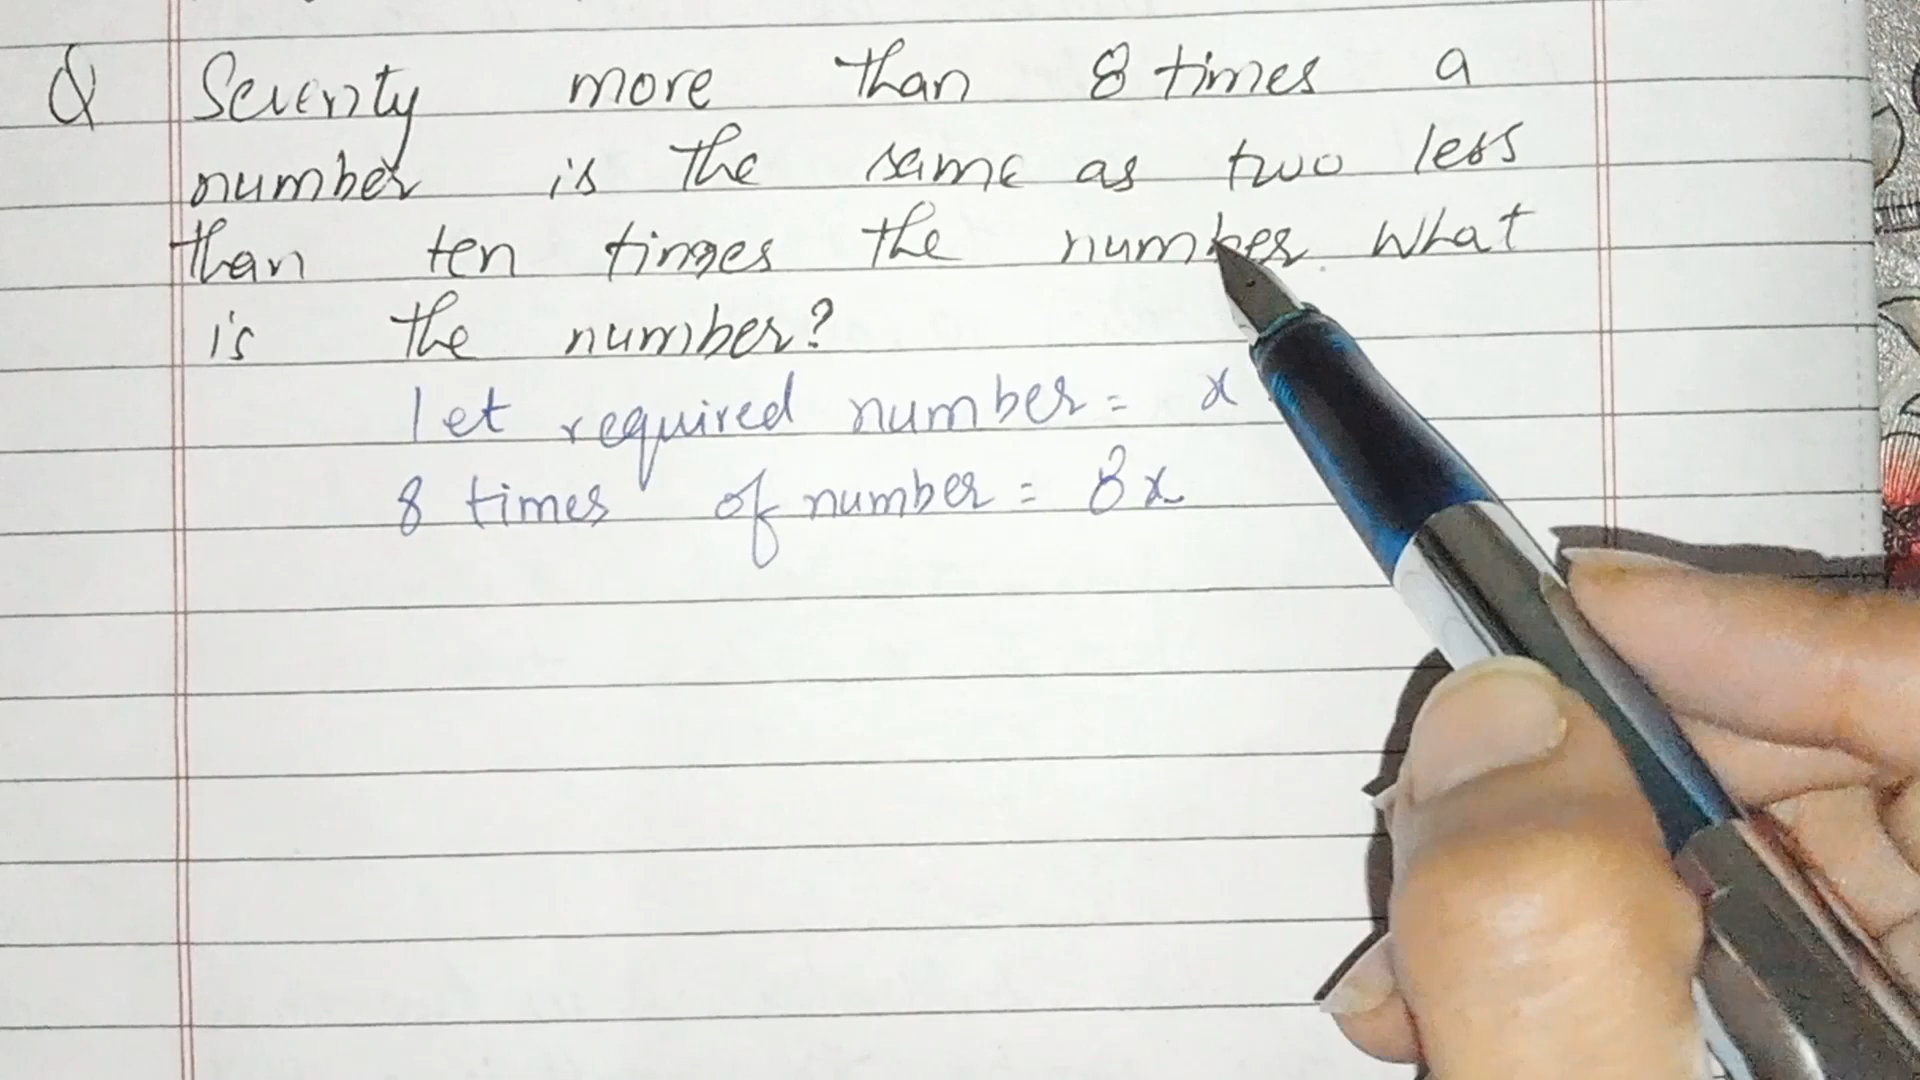 Q Seventy more than 8 times a
number is the same as two less
than ten times the number. What
is the number?
let required number = x
8 times of number = 8x